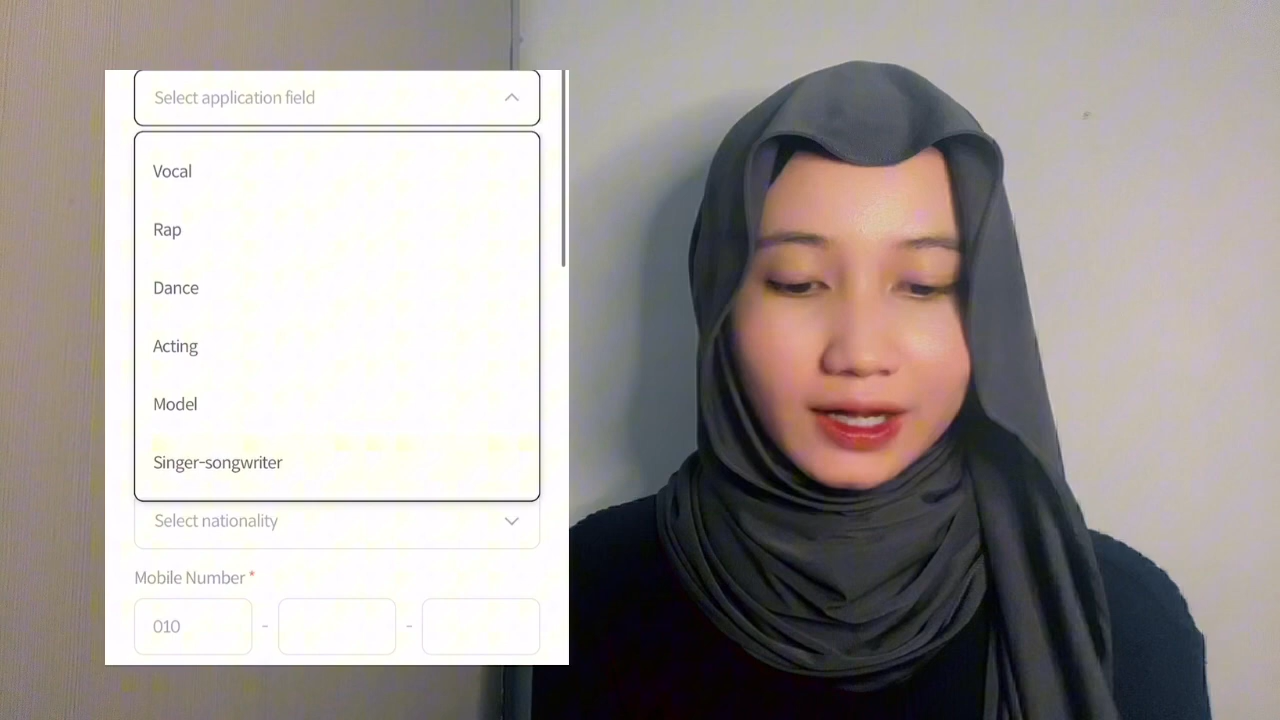 Select application field
Vocal
Rap
Dance
Acting
Model
Singer-songwriter
Select nationality
Mobile Number *
010 - -